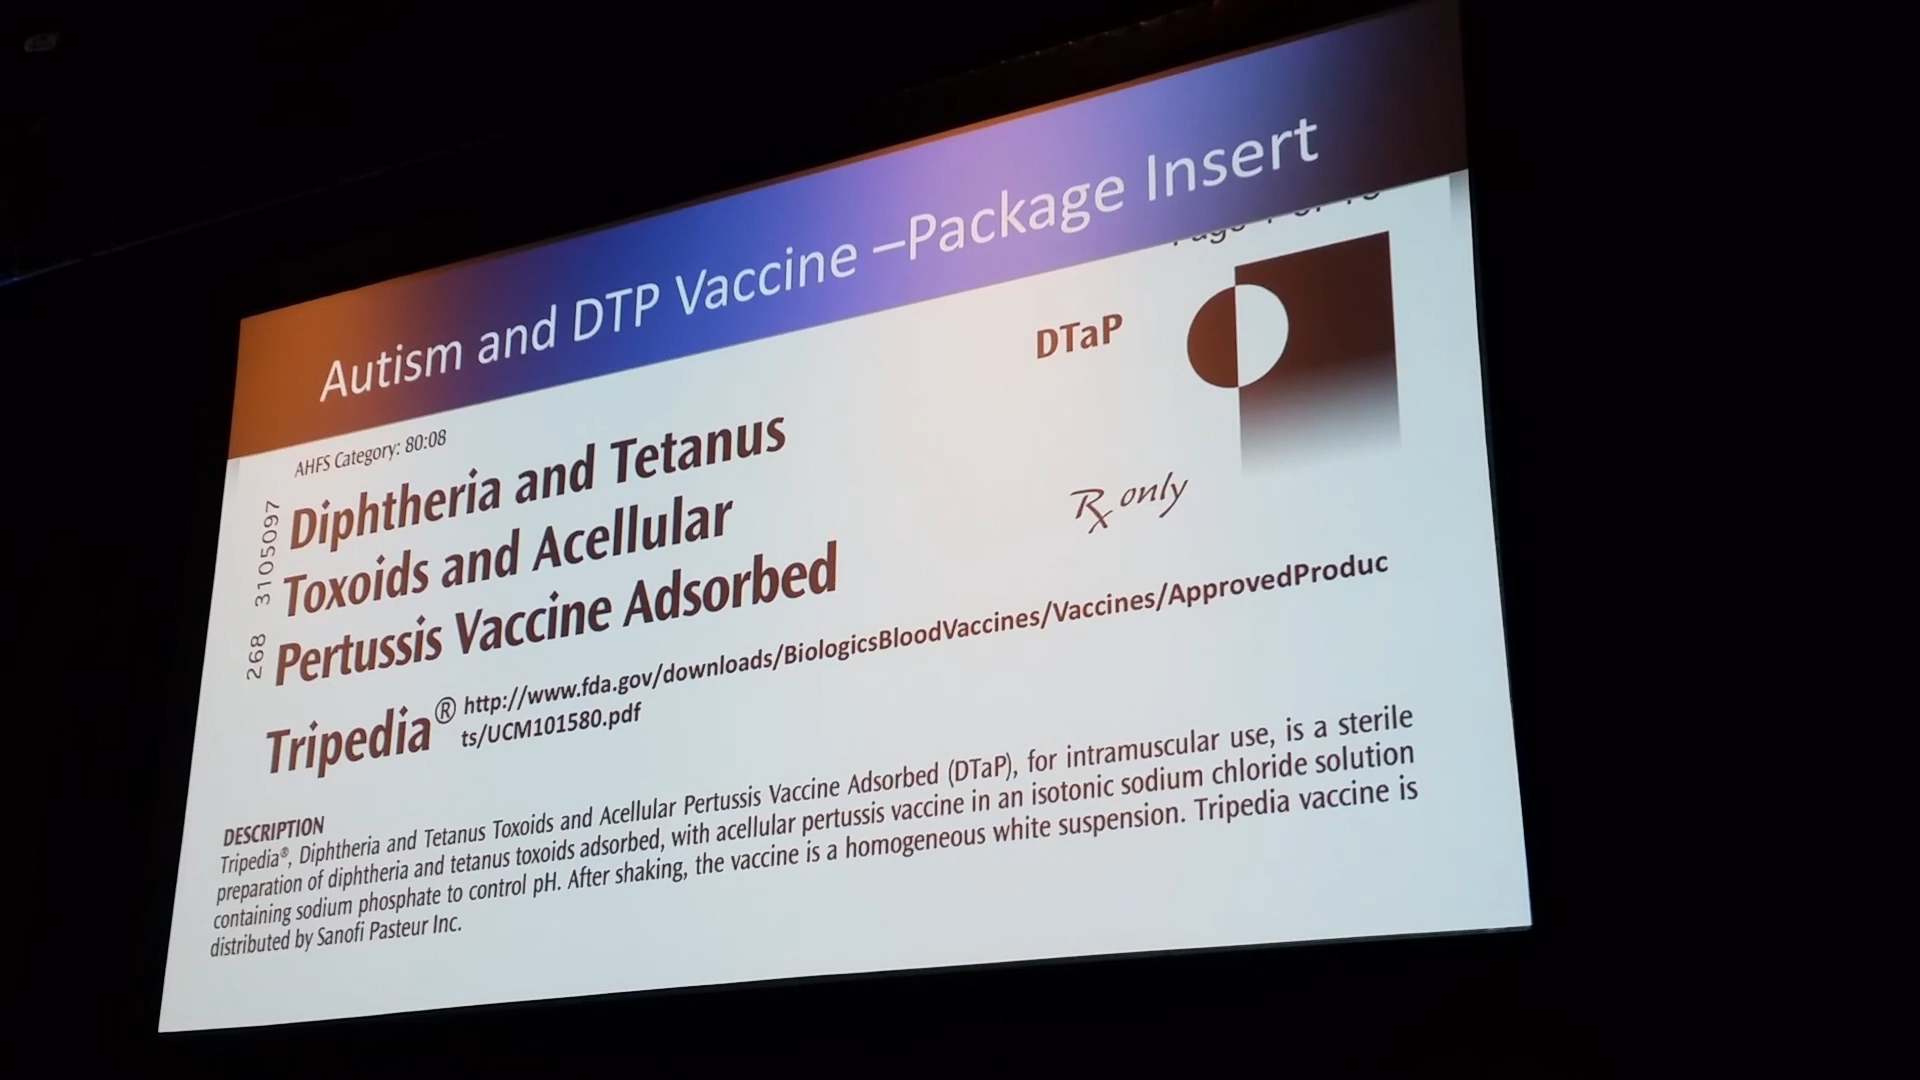 Autism and DTP Vaccine –Package Insert
DTaP
AHFS Category: 80:08
268 3105097
Diphtheria and Tetanus
Toxoids and Acellular
Pertussis Vaccine Adsorbed
Rx only
Tripedia® http://www.fda.gov/downloads/BiologicsBloodVaccines/Vaccines/ApprovedProduc
ts/UCM101580.pdf
DESCRIPTION
Tripedia®, Diphtheria and Tetanus Toxoids and Acellular Pertussis Vaccine Adsorbed (DTaP), for intramuscular use, is a sterile
preparation of diphtheria and tetanus toxoids adsorbed, with acellular pertussis vaccine in an isotonic sodium chloride solution
containing sodium phosphate to control pH. After shaking, the vaccine is a homogeneous white suspension. Tripedia vaccine is
distributed by Sanofi Pasteur Inc.